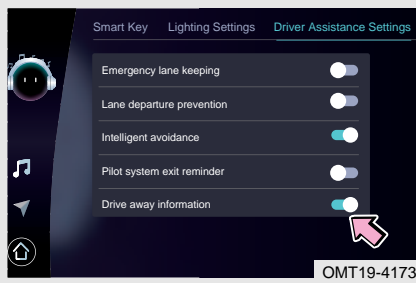 Smart Key Lighting Settings Driver Assistance Settings
Emergency lane keeping
Lane departure prevention
Intelligent avoidance
Pilot system exit reminder
Drive away information
OMT19-4173